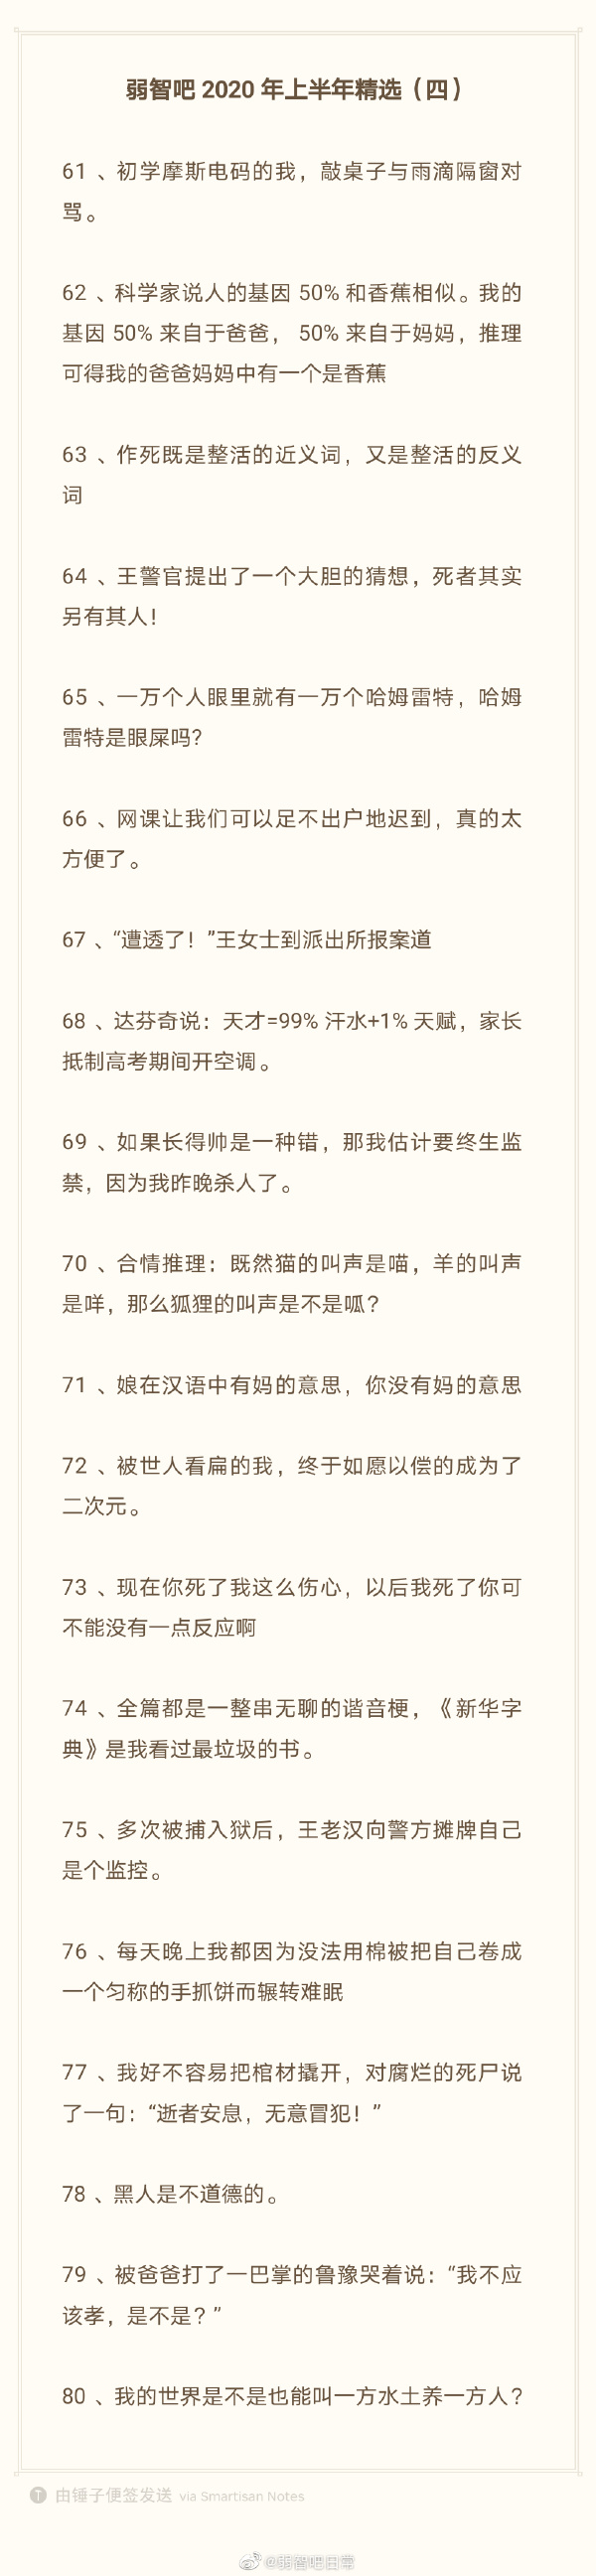 弱智吧 2020 年上半年精选（四）
61 、初学摩斯电码的我，敲桌子与雨滴隔窗对
骂。
62 、科学家说人的基因 50% 和香蕉相似。我的
基因 50% 来自于爸爸， 50% 来自于妈妈，推理
可得我的爸爸妈妈中有一个是香蕉
63 、作死既是整活的近义词，又是整活的反义
词
64 、王警官提出了一个大胆的猜想，死者其实
另有其人！
65 、一万个人眼里就有一万个哈姆雷特，哈姆
雷特是眼屎吗?
66 、网课让我们可以足不出户地迟到，真的太
方便了。
67 、“遭透了！”王女士到派出所报案道
68 、达芬奇说：天才=99% 汗水+1% 天赋，家长
抵制高考期间开空调。
69 、如果长得帅是一种错，那我估计要终生监
禁，因为我昨晚杀人了。
70 、合情推理：既然猫的叫声是喵，羊的叫声
是咩，那么狐狸的叫声是不是呱？
71 、娘在汉语中有妈的意思，你没有妈的意思
72 、被世人看扁的我，终于如愿以偿的成为了
二次元。
73 、现在你死了我这么伤心，以后我死了你可
不能没有一点反应啊
74 、全篇都是一整串无聊的谐音梗，《新华字
典》是我看过最垃圾的书。
75 、多次被捕入狱后，王老汉向警方摊牌自己
是个监控。
76 、每天晚上我都因为没法用棉被把自己卷成
一个匀称的手抓饼而辗转难眠
77 、我好不容易把棺材撬开，对腐烂的死尸说
了一句：“逝者安息，无意冒犯！”
78 、黑人是不道德的。
79 、被爸爸打了一巴掌的鲁豫哭着说：“我不应
该孝，是不是？”
80 、我的世界是不是也能叫一方水土养一方人?
由锤子便签发送 via Smartisan Notes
@弱智吧日常